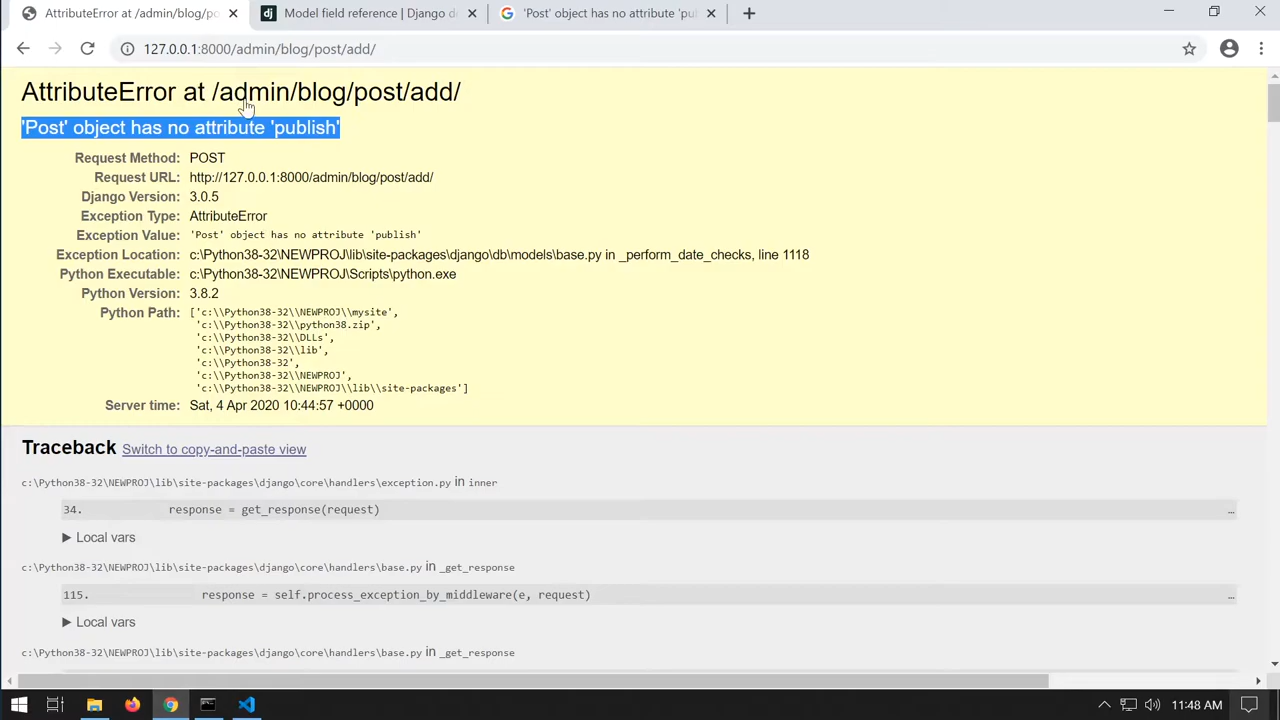 AttributeError at /admin/blog/po
Model field reference | Django d
'Post' object has no attribute 'pu
127.0.0.1:8000/admin/blog/post/add/
AttributeError at /admin/blog/post/add/
'Post' object has no attribute 'publish'
Request Method: POST
Request URL: http://127.0.0.1:8000/admin/blog/post/add/
Django Version: 3.0.5
Exception Type: AttributeError
Exception Value: 'Post' object has no attribute 'publish'
Exception Location: c:\Python38-32\NEWPROJ\lib\site-packages\django\db\models\base.py in _perform_date_checks, line 1118
Python Executable: c:\Python38-32\NEWPROJ\Scripts\python.exe
Python Version: 3.8.2
Python Path: ['c:\\Python38-32\\NEWPROJ\\mysite',
'c:\\Python38-32\\python38.zip',
'c:\\Python38-32\\DLLs',
'c:\\Python38-32\\lib',
'c:\\Python38-32',
'c:\\Python38-32\\NEWPROJ',
'c:\\Python38-32\\NEWPROJ\\lib\\site-packages']
Server time: Sat, 4 Apr 2020 10:44:57 +0000
Traceback Switch to copy-and-paste view
c:\Python38-32\NEWPROJ\lib\site-packages\django\core\handlers\exception.py in inner
34. response = get_response(request) …
▶ Local vars
c:\Python38-32\NEWPROJ\lib\site-packages\django\core\handlers\base.py in _get_response
115. response = self.process_exception_by_middleware(e, request) …
▶ Local vars
c:\Python38-32\NEWPROJ\lib\site-packages\django\core\handlers\base.py in _get_response
11:48 AM